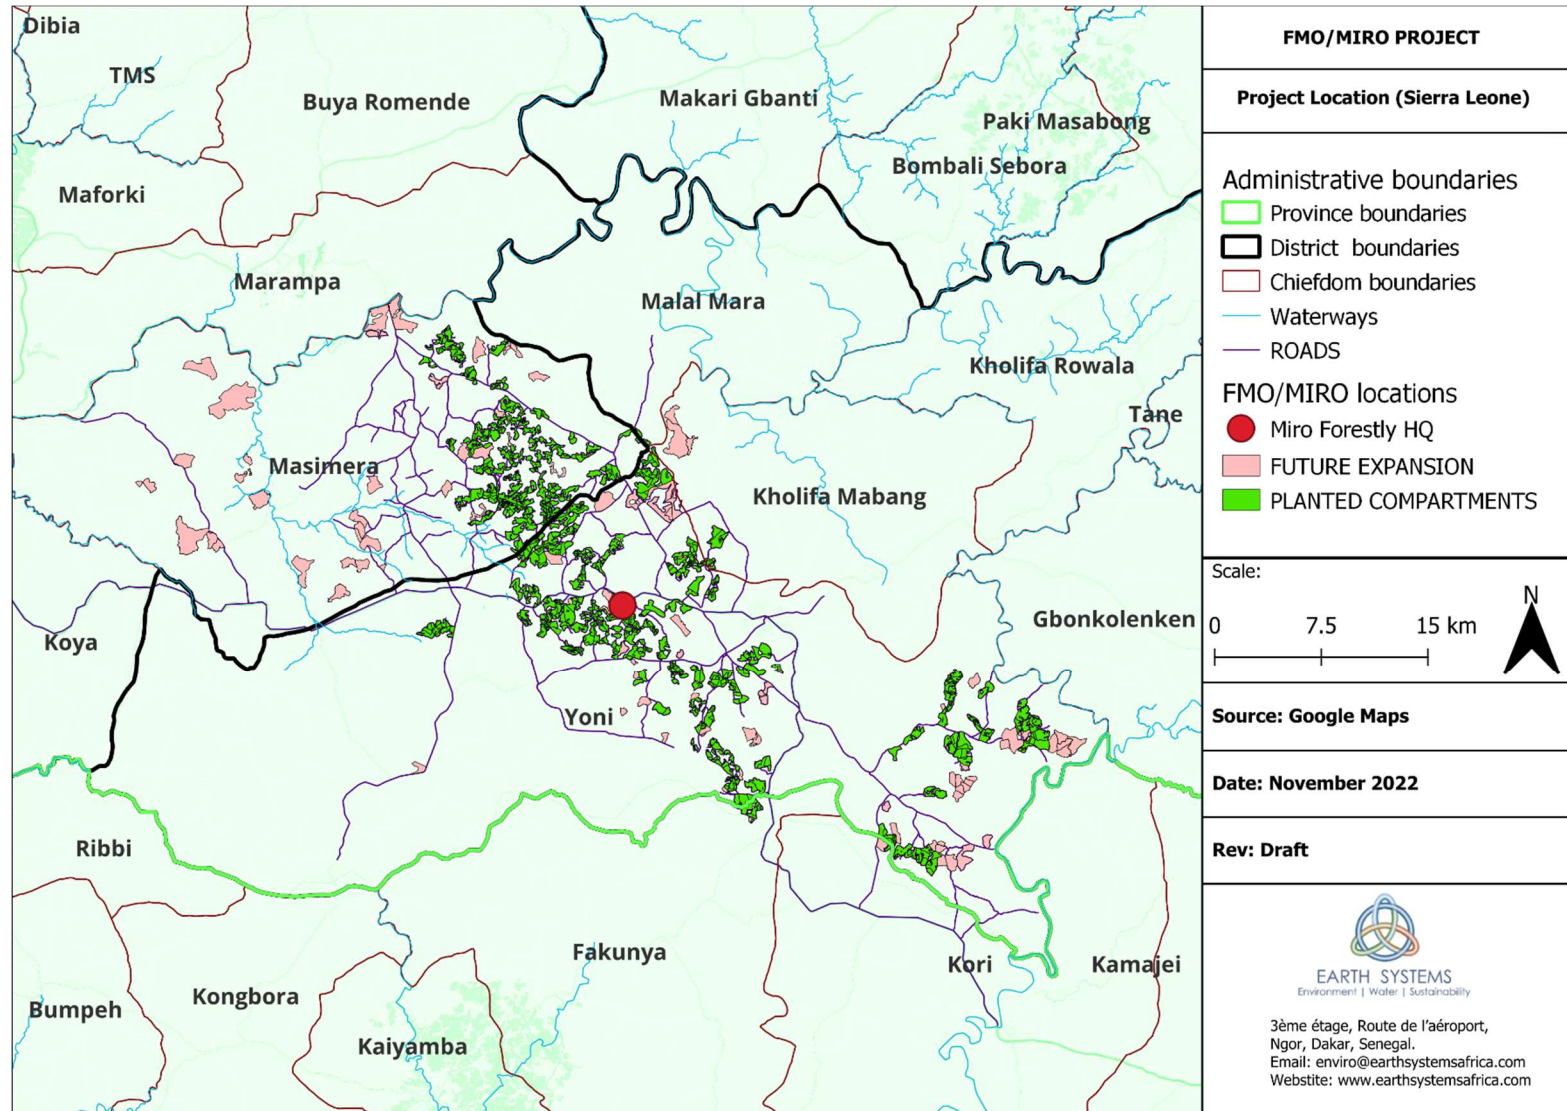 Dibia
TMS
Buya Romende
Makari Gbanti
Paki Masabong
Bombali Sebora
Maforki
Marampa
Malal Mara
Kholifa Rowala
Tane
Masimera
Kholifa Mabang
Koya
Gbonkolenken
Yoni
Ribbi
Fakunya
Kori
Kamajei
Bumpeh
Kongbora
Kaiyamba
FMO/MIRO PROJECT
Project Location (Sierra Leone)
Administrative boundaries
Province boundaries
District boundaries
Chiefdom boundaries
Waterways
ROADS
FMO/MIRO locations
Miro Forestly HQ
FUTURE EXPANSION
PLANTED COMPARTMENTS
Scale:
0 7.5 15 km
N
Source: Google Maps
Date: November 2022
Rev: Draft
EARTH SYSTEMS
Environment | Water | Sustainability
3ème étage, Route de l'aéroport,
Ngor, Dakar, Senegal.
Email: enviro@earthsystemsafrica.com
Webstite: www.earthsystemsafrica.com